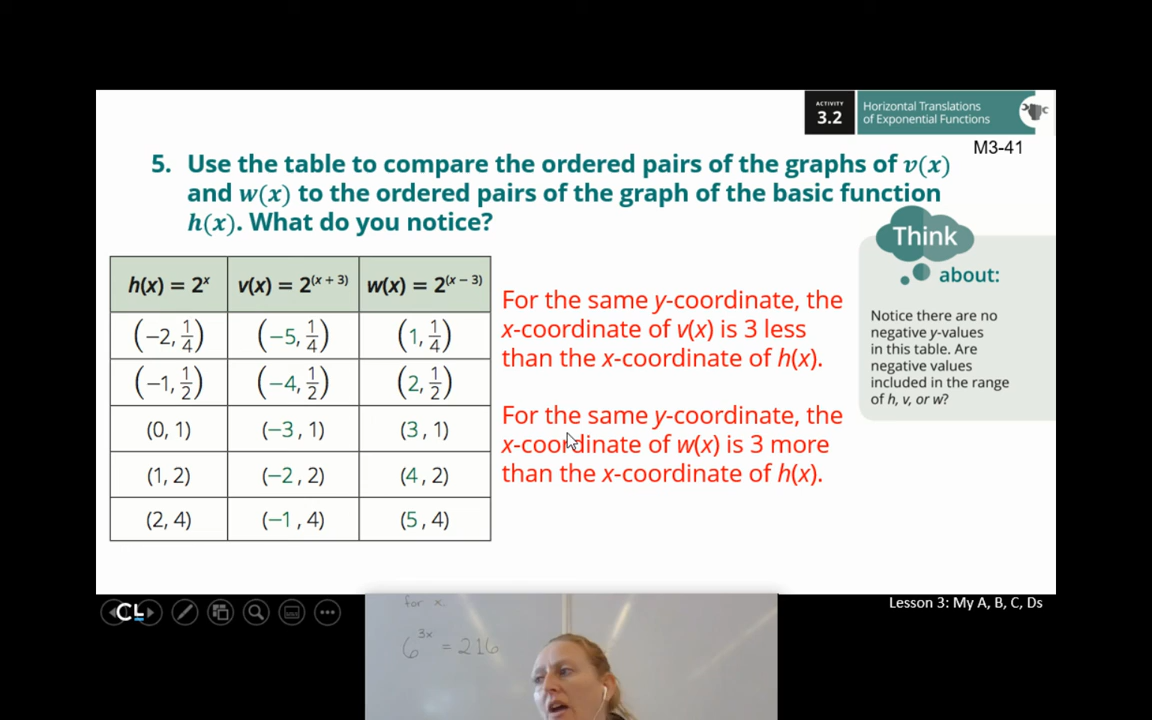 ACTIVITY
3.2
Horizontal Translations
of Exponential Functions
M3-41
5. Use the table to compare the ordered pairs of the graphs of v(x)
and w(x) to the ordered pairs of the graph of the basic function
h(x). What do you notice?
Think
about:
Notice there are no
negative y-values
in this table. Are
negative values
included in the range
of h, v, or w?
h(x) = 2^x v(x) = 2^(x + 3) w(x) = 2^(x − 3)
(−2, 1/4) (−5, 1/4) (1, 1/4)
(−1, 1/2) (−4, 1/2) (2, 1/2)
(0, 1) (−3, 1) (3, 1)
(1, 2) (−2, 2) (4, 2)
(2, 4) (−1, 4) (5, 4)
For the same y-coordinate, the
x-coordinate of v(x) is 3 less
than the x-coordinate of h(x).
For the same y-coordinate, the
x-coordinate of w(x) is 3 more
than the x-coordinate of h(x).
CL
Lesson 3: My A, B, C, Ds
for x.
6^3x = 216